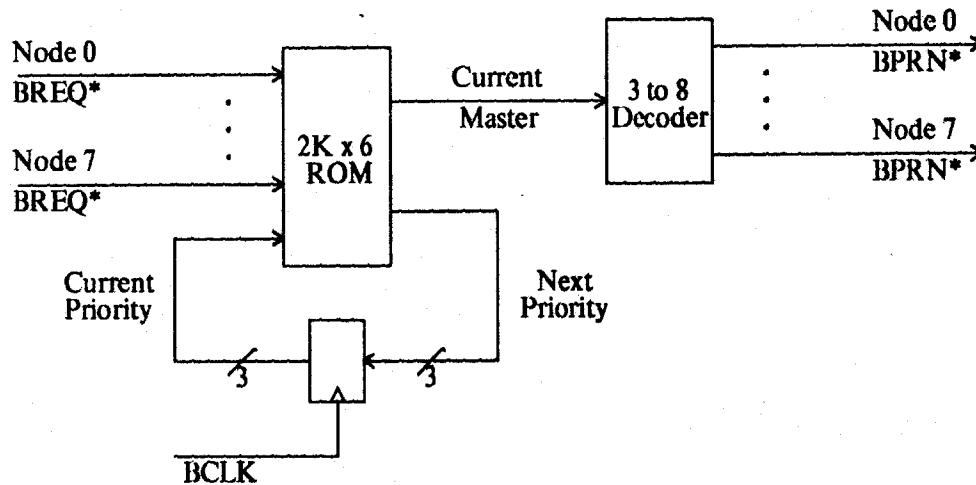 Node 0
BREQ*
Node 7
BREQ*
2K x 6
ROM
Current
Master
3 to 8
Decoder
Node 0
BPRN*
Node 7
BPRN*
Current
Priority
Next
Priority
3
3
BCLK